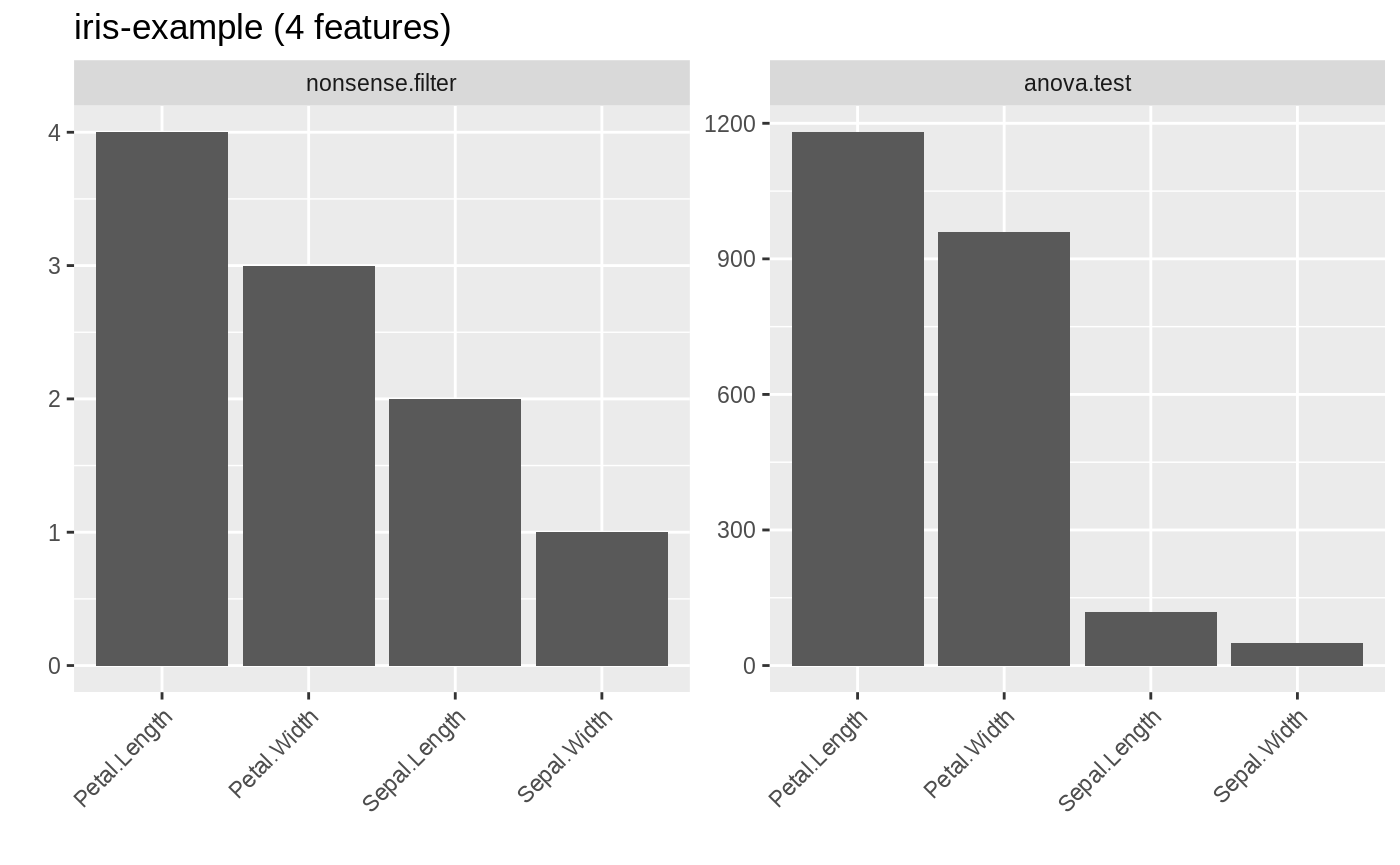 iris-example (4 features)
nonsense.filter
4
3
2
1
0
Petal.Length
Petal.Width
Sepal.Length
Sepal.Width
anova.test
1200
900
600
300
0
Petal.Length
Petal.Width
Sepal.Length
Sepal.Width